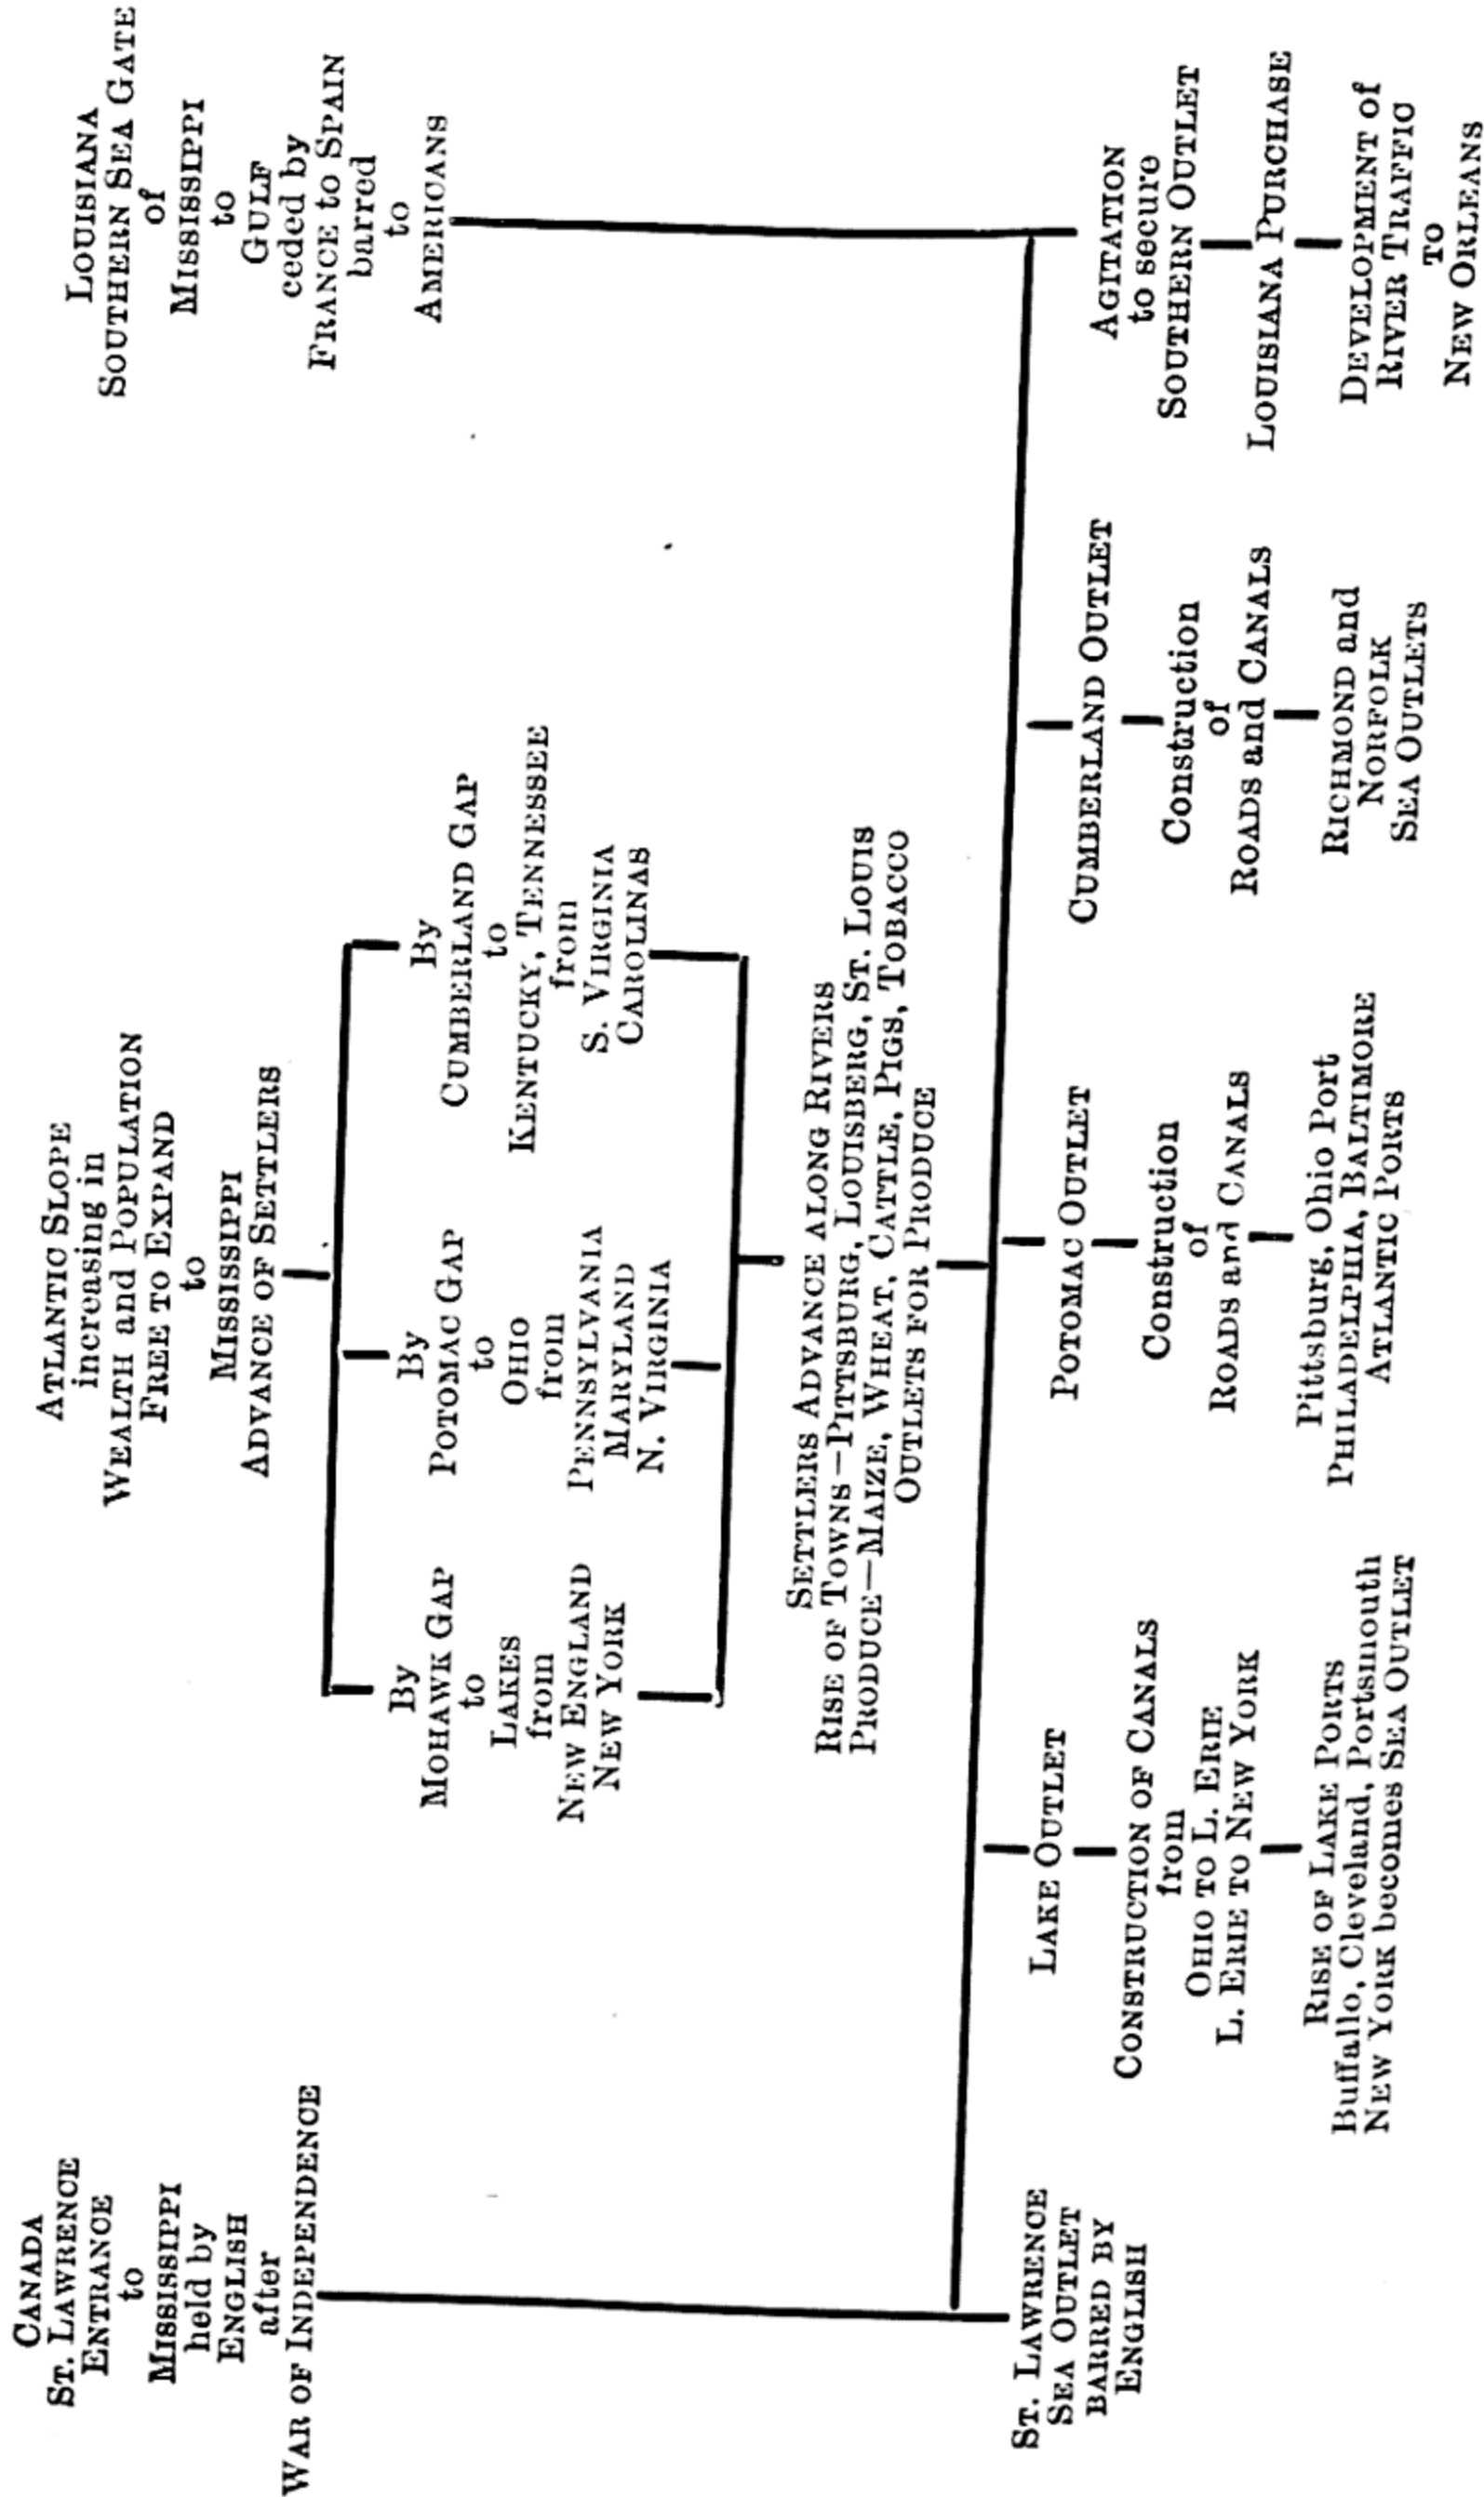 CANADA
ST. LAWRENCE
ENTRANCE
to
MISSISSIPPI
held by
ENGLISH
after
WAR OF INDEPENDENCE
ATLANTIC SLOPE
increasing in
WEALTH and POPULATION
FREE TO EXPAND
to
MISSISSIPPI
ADVANCE OF SETTLERS
LOUISIANA
SOUTHERN SEA GATE
of
MISSISSIPPI
to
GULF
ceded by
FRANCE to SPAIN
barred
to
AMERICANS
By
MOHAWK GAP
to
LAKES
from
NEW ENGLAND
NEW YORK
By
POTOMAC GAP
to
OHIO
from
PENNSYLVANIA
MARYLAND
N. VIRGINIA
By
CUMBERLAND GAP
to
KENTUCKY, TENNESSEE
from
S. VIRGINIA
CAROLINAS
SETTLERS ADVANCE ALONG RIVERS
RISE OF TOWNS—PITTSBURG, LOUISBERG, ST. LOUIS
PRODUCE—MAIZE, WHEAT, CATTLE, PIGS, TOBACCO
OUTLETS FOR PRODUCE
ST. LAWRENCE
SEA OUTLET
BARRED BY
ENGLISH
LAKE OUTLET
CONSTRUCTION OF CANALS
from
OHIO TO L. ERIE
L. ERIE TO NEW YORK
RISE OF LAKE PORTS
Buffalo, Cleveland, Portsmouth
NEW YORK becomes SEA OUTLET
POTOMAC OUTLET
Construction
of
ROADS and CANALS
Pittsburg, Ohio Port
PHILADELPHIA, BALTIMORE
ATLANTIC PORTS
CUMBERLAND OUTLET
Construction
of
ROADS and CANALS
RICHMOND and
NORFOLK
SEA OUTLETS
AGITATION
to secure
SOUTHERN OUTLET
LOUISIANA PURCHASE
DEVELOPMENT of
RIVER TRAFFIC
TO
NEW ORLEANS